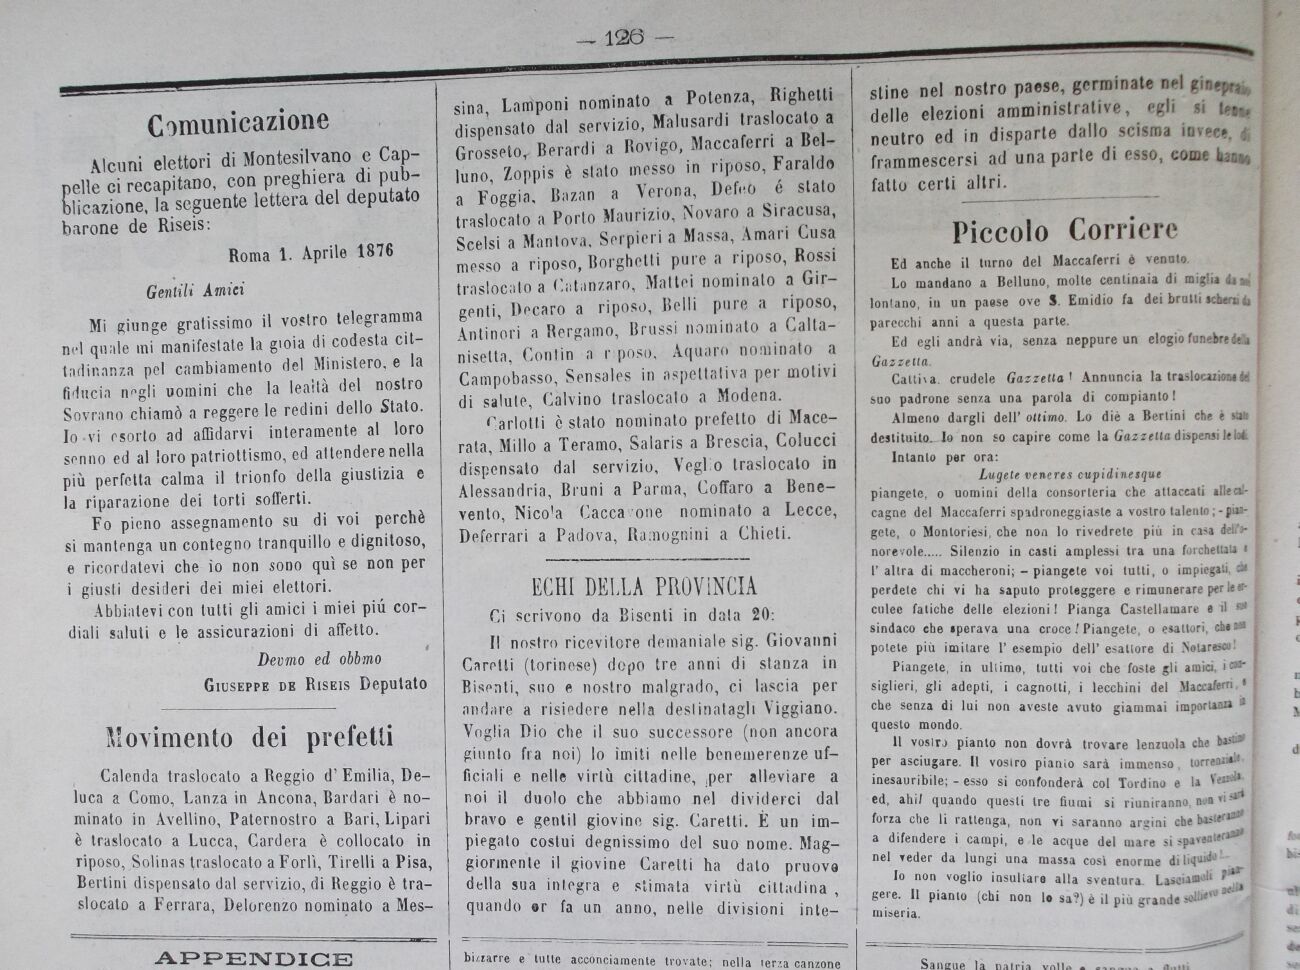 — 126 —
Comunicazione
Alcuni elettori di Montesilvano e Cap-
pelle ci recapitano, con preghiera di pub-
blicazione, la seguente lettera del deputato
barone de Riseis:
Roma 1. Aprile 1876
Gentili Amici
Mi giunge gratissimo il vostro telegramma
nel quale mi manifestate la gioia di codesta cit-
tadinanza pel cambiamento del Ministero, e la
fiducia negli uomini che la lealtà del nostro
Sovrano chiamò a reggere le redini dello Stato.
Io vi esorto ad affidarvi interamente al loro
senno ed al loro patriottismo, ed attendere nella
più perfetta calma il trionfo della giustizia e
la riparazione dei torti sofferti.
Fo pieno assegnamento su di voi perchè
si mantenga un contegno tranquillo e dignitoso,
e ricordatevi che io non sono quì se non per
i giusti desideri dei miei elettori.
Abbiatevi con tutti gli amici i miei piú cor-
diali saluti e le assicurazioni di affetto.
Devmo ed obbmo
GIUSEPPE DE RISEIS Deputato
Movimento dei prefetti
Calenda traslocato a Reggio d' Emilia, De-
luca a Como, Lanza in Ancona, Bardari è no-
minato in Avellino, Paternostro a Bari, Lipari
è traslocato a Lucca, Cardera è collocato in
riposo, Solinas traslocato a Forlì, Tirelli a Pisa,
Bertini dispensato dal servizio, di Reggio è tra-
slocato a Ferrara, Delorenzo nominato a Mes-
APPENDICE
sina, Lamponi nominato a Potenza, Righetti
dispensato dal servizio, Malusardi traslocato a
Grosseto, Berardi a Rovigo, Maccaferri a Bel-
luno, Zoppis è stato messo in riposo, Faraldo
a Foggia, Bazan a Verona, Defeo é stato
traslocato a Porto Maurizio, Novaro a Siracusa,
Scelsi a Mantova, Serpieri a Massa, Amari Cusa
messo a riposo, Borghetti pure a riposo, Rossi
traslocato a Catanzaro, Mattei nominato a Gir-
genti, Decaro a riposo, Belli pure a riposo,
Antinori a Bergamo, Brussi nominato a Calta-
nisetta, Contin a riposo, Aquaro nominato a
Campobasso, Sensales in aspettativa per motivi
di salute, Calvino traslocato a Modena.
Carlotti è stato nominato prefetto di Mace-
rata, Millo a Teramo, Salaris a Brescia, Colucci
dispensato dal servizio, Veglio traslocato in
Alessandria, Bruni a Parma, Coffaro a Bene-
vento, Nicola Caccavone nominato a Lecce,
Deferrari a Padova, Ramognini a Chieti.
ECHI DELLA PROVINCIA
Ci scrivono da Bisenti in data 20:
Il nostro ricevitore demaniale sig. Giovanni
Caretti (torinese) dopo tre anni di stanza in
Bisenti, suo e nostro malgrado, ci lascia per
andare a risiedere nella destinatagli Viggiano.
Voglia Dio che il suo successore (non ancora
giunto fra noi) lo imiti nelle benemerenze uf-
ficiali e nelle virtù cittadine, per alleviare a
noi il duolo che abbiamo nel dividerci dal
bravo e gentil giovine sig. Caretti. È un im-
piegato costui degnissimo del suo nome. Mag-
giormente il giovine Caretti ha dato pruove
della sua integra e stimata virtù cittadina,
quando or fa un anno, nelle divisioni inte-
bizzarre e tutte acconciamente trovate; nella terza canzone
stine nel nostro paese, germinate nel ginepraio
delle elezioni amministrative, egli si tenne
neutro ed in disparte dallo scisma invece, di
frammescersi ad una parte di esso, come hanno
fatto certi altri.
Piccolo Corriere
Ed anche il turno del Maccaferri è venuto.
Lo mandano a Belluno, molte centinaia di miglia da noi
lontano, in un paese ove S. Emidio fa dei brutti scherzi da
parecchi anni a questa parte.
Ed egli andrà via, senza neppure un elogio funebre della
Gazzetta.
Cattiva. crudele Gazzetta! Annuncia la traslocazione del
suo padrone senza una parola di compianto!
Almeno dargli dell' ottimo. Lo diè a Bertini che è stato
destituito. Io non so capire come la Gazzetta dispensi le lodi.
Intanto per ora:
Lugete veneres cupidinesque
piangete, o uomini della consorteria che attaccati alle cal-
cagne del Maccaferri spadroneggiaste a vostro talento; - pian-
gete, o Montoriesi, che non lo rivedrete più in casa dell'o-
norevole..... Silenzio in casti amplessi tra una forchettata e
l' altra di maccheroni; - piangete voi tutti, o impiegati, che
perdete chi vi ha saputo proteggere e rimunerare per le er-
culee fatiche delle elezioni! Pianga Castellamare e il suo
sindaco che sperava una croce! Piangete, o esattori, che non
potete più imitare l' esempio dell' esattore di Notaresco!
Piangete, in ultimo, tutti voi che foste gli amici, i con-
siglieri, gli adepti, i cagnotti, i lecchini del Maccaferri, e
che senza di lui non aveste avuto giammai importanza in
questo mondo.
Il vostro pianto non dovrà trovare lenzuola che bastino
per asciugare. Il vostro pianto sarà immenso, torrenziale,
inesauribile; - esso si confonderà col Tordino e la Vezzola,
ed, ahi! quando questi tre fiumi si riuniranno, non vi sarà
forza che li rattenga, non vi saranno argini che basteranno
a difendere i campi, e le acque del mare si spaventeranno
nel veder da lungi una massa così enorme di liquido!..
Io non voglio insultare alla sventura. Lasciamoli pian-
gere. Il pianto (chi non lo sa?) è il più grande sollievo nella
miseria.
Sangue la patria volle e sangue a flutti